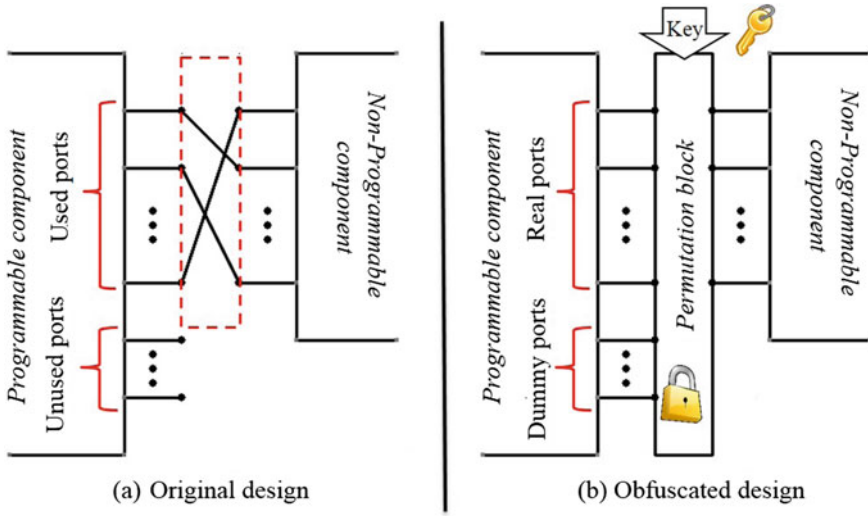 Programmable component
Used ports
Unused ports
Non-Programmable
component
(a) Original design
Key
Programmable component
Real ports
Dummy ports
Permutation block
Non-Programmable
component
(b) Obfuscated design